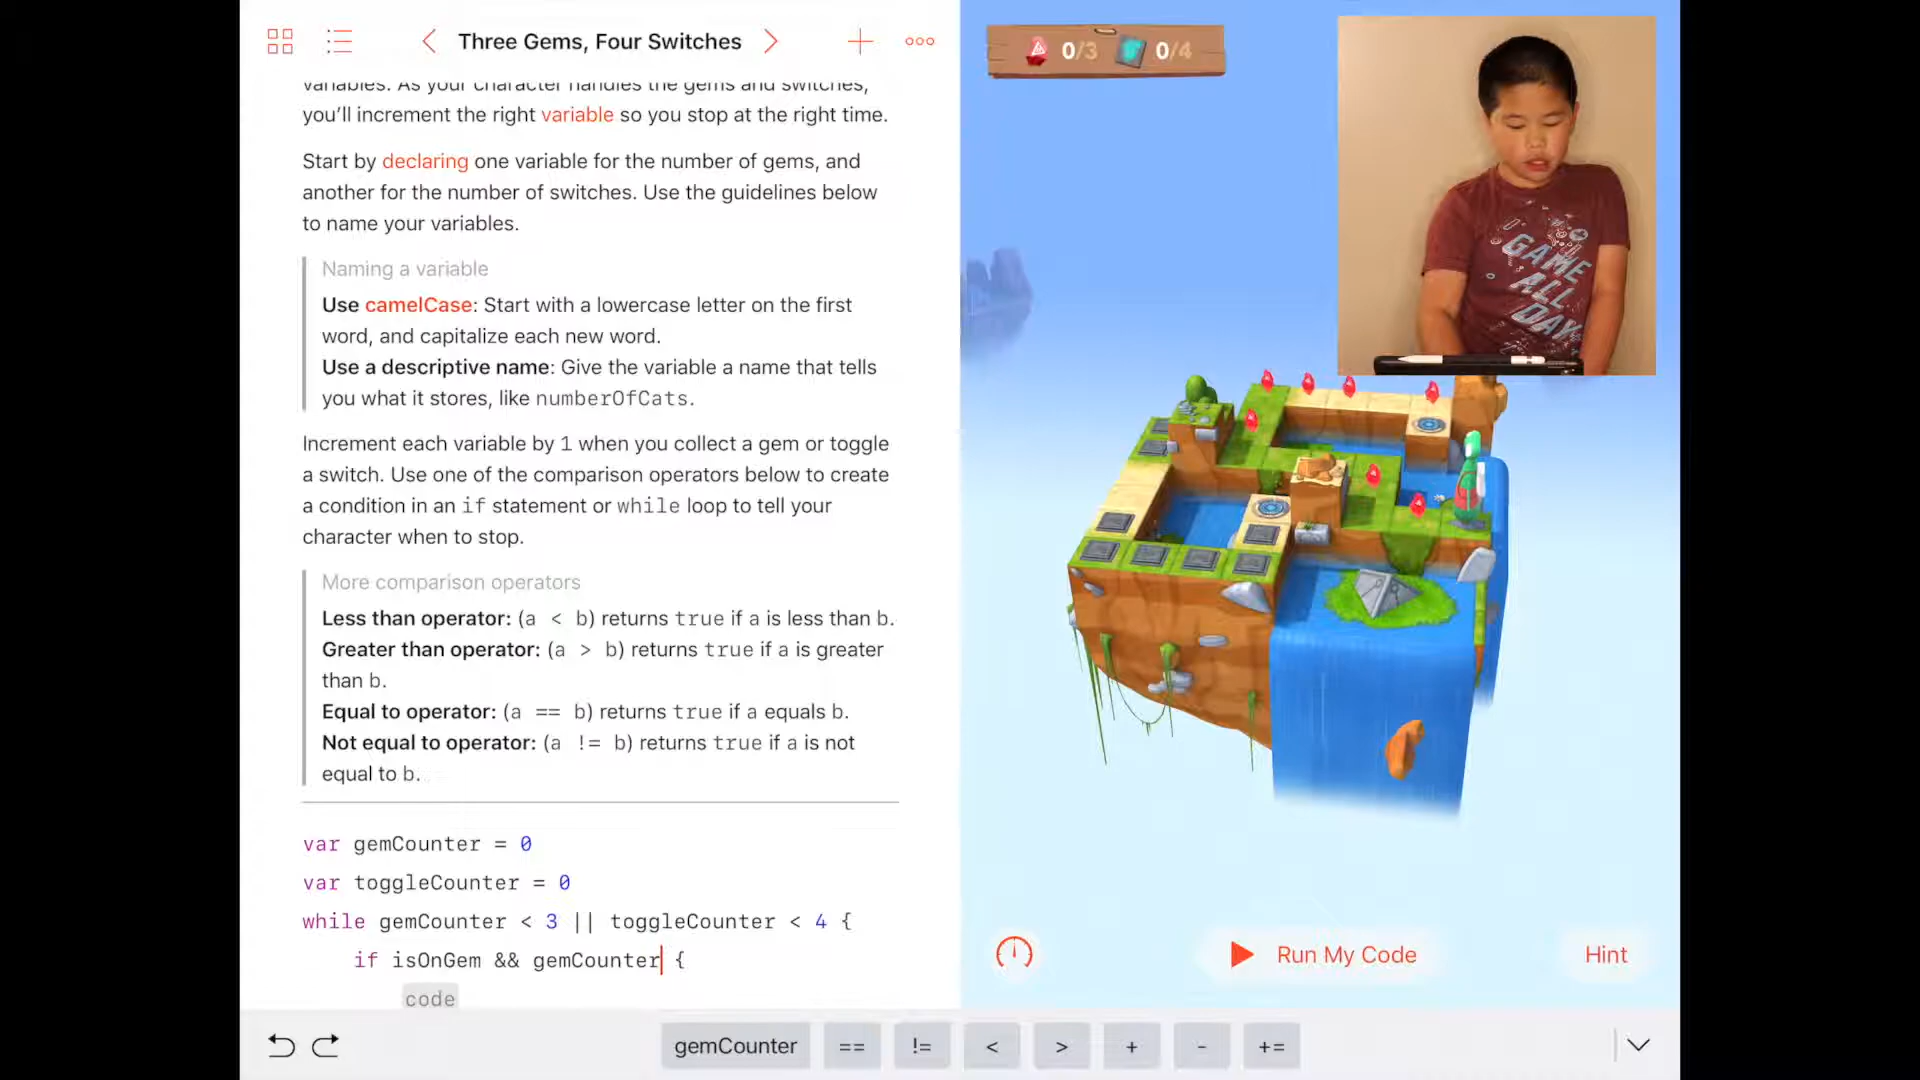 Three Gems, Four Switches
variables. As your character handles the gems and switches,
you'll increment the right variable so you stop at the right time.
Start by declaring one variable for the number of gems, and
another for the number of switches. Use the guidelines below
to name your variables.
Naming a variable
Use camelCase: Start with a lowercase letter on the first
word, and capitalize each new word.
Use a descriptive name: Give the variable a name that tells
you what it stores, like numberOfCats.
Increment each variable by 1 when you collect a gem or toggle
a switch. Use one of the comparison operators below to create
a condition in an if statement or while loop to tell your
character when to stop.
More comparison operators
Less than operator: (a < b) returns true if a is less than b.
Greater than operator: (a > b) returns true if a is greater
than b.
Equal to operator: (a == b) returns true if a equals b.
Not equal to operator: (a != b) returns true if a is not
equal to b.
var gemCounter = 0
var toggleCounter = 0
while gemCounter < 3 || toggleCounter < 4 {
if isOnGem && gemCounter {
code
gemCounter == != < > + - +=
0/3 0/4
GAME
ALL
DAY
Run My Code
Hint